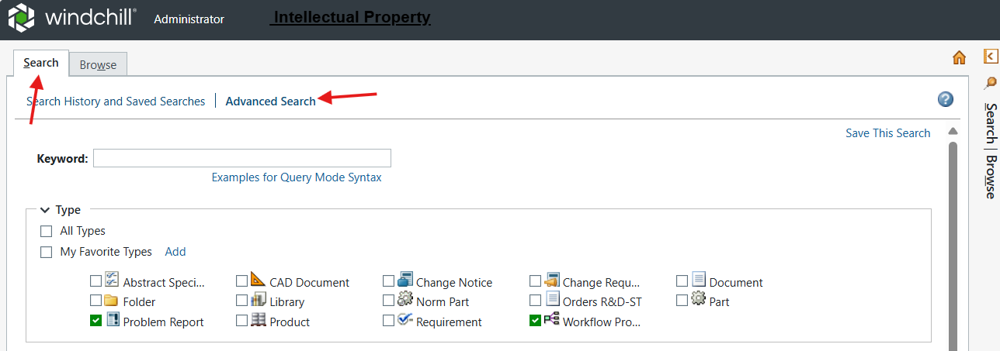 windchill® Administrator Intellectual Property
Search Browse
Search History and Saved Searches | Advanced Search
Save This Search
Keyword:
Examples for Query Mode Syntax
Type
All Types
My Favorite Types Add
Abstract Speci... CAD Document Change Notice Change Requ... Document
Folder Library Norm Part Orders R&D-ST Part
Problem Report Product Requirement Workflow Pro...
Search | Browse